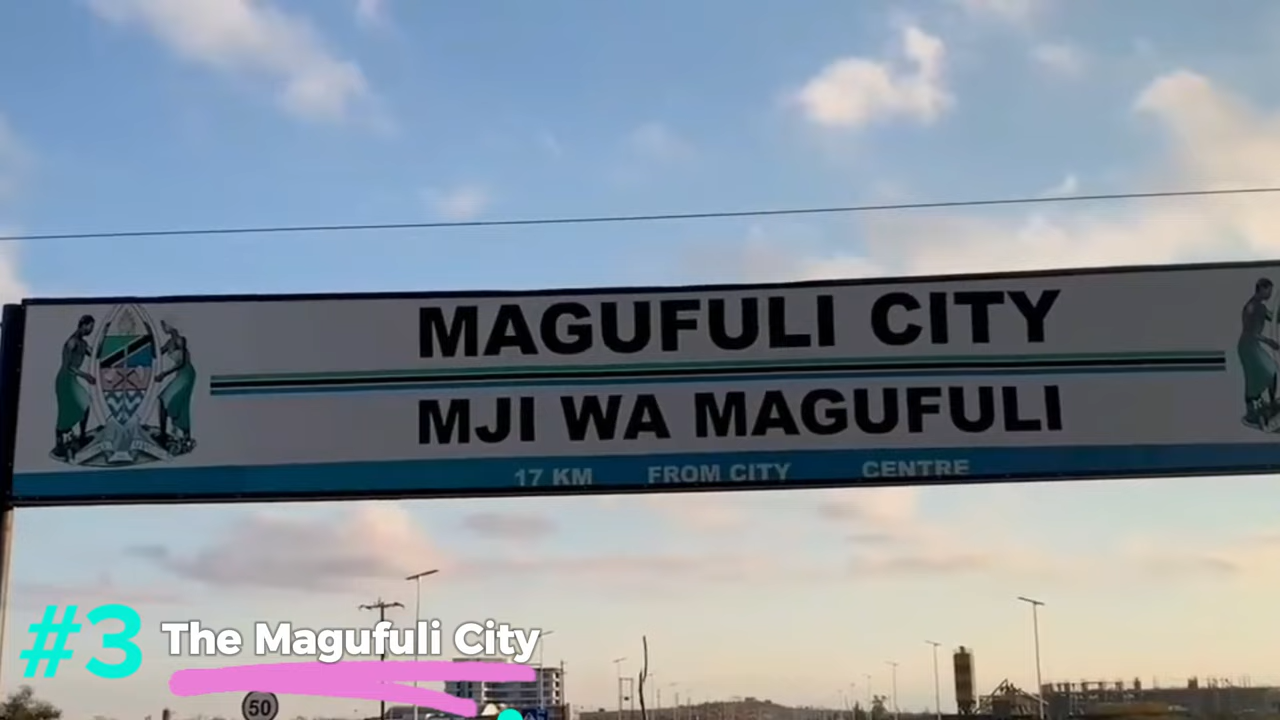 MAGUFULI CITY
MJI WA MAGUFULI
17 KM FROM CITY CENTRE
#3 The Magufuli City
50